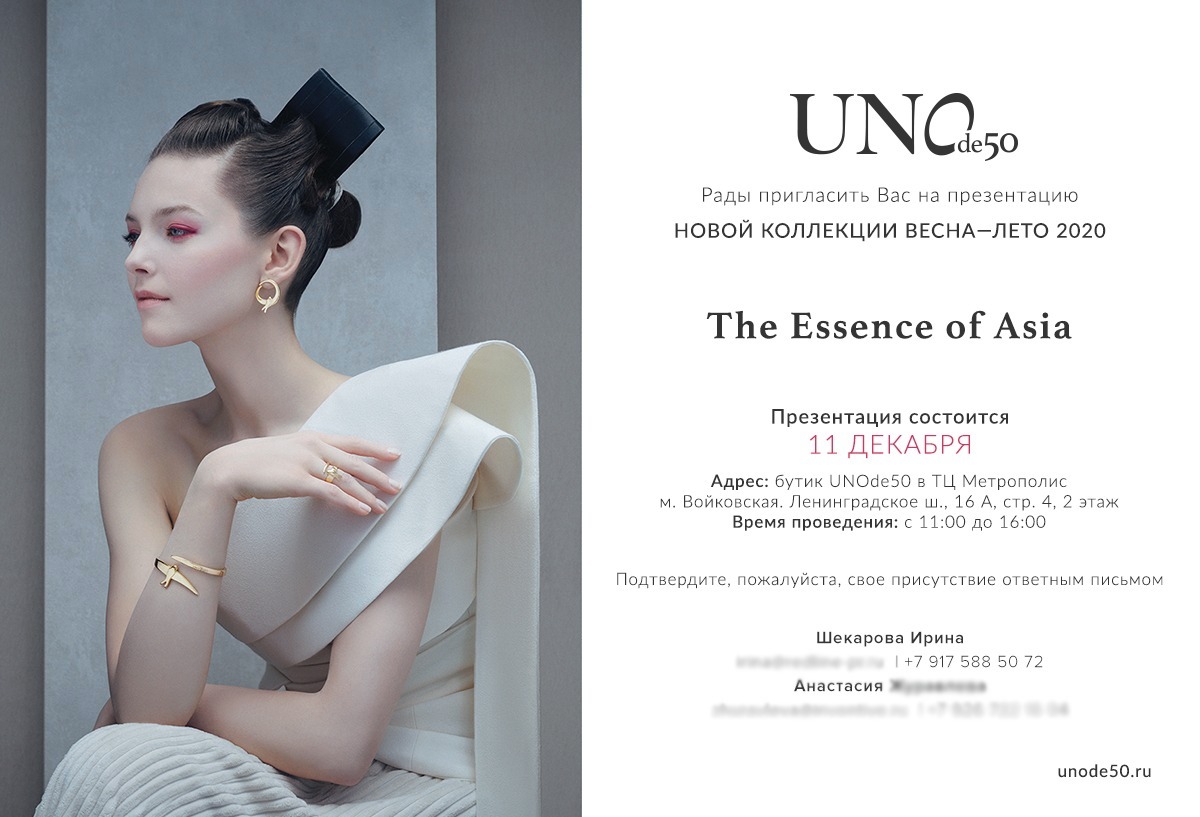 UNOde50
Рады пригласить Вас на презентацию
НОВОЙ КОЛЛЕКЦИИ ВЕСНА—ЛЕТО 2020
The Essence of Asia
Презентация состоится
11 ДЕКАБРЯ
Адрес: бутик UNOde50 в ТЦ Метрополис
м. Войковская. Ленинградское ш., 16 А, стр. 4, 2 этаж
Время проведения: с 11:00 до 16:00
Подтвердите, пожалуйста, свое присутствие ответным письмом
Шекарова Ирина
| +7 917 588 50 72
Анастасия
unode50.ru